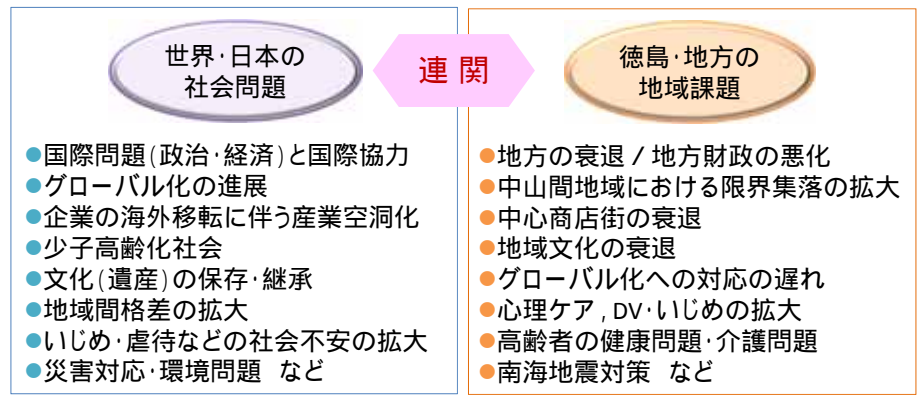 世界･日本の
社会問題
連 関
徳島･地方の
地域課題
●国際問題(政治･経済)と国際協力
●グローバル化の進展
●企業の海外移転に伴う産業空洞化
●少子高齢化社会
●文化(遺産)の保存･継承
●地域間格差の拡大
●いじめ･虐待などの社会不安の拡大
●災害対応･環境問題 など
●地方の衰退 / 地方財政の悪化
●中山間地域における限界集落の拡大
●中心商店街の衰退
●地域文化の衰退
●グローバル化への対応の遅れ
●心理ケア, DV･いじめの拡大
●高齢者の健康問題･介護問題
●南海地震対策 など